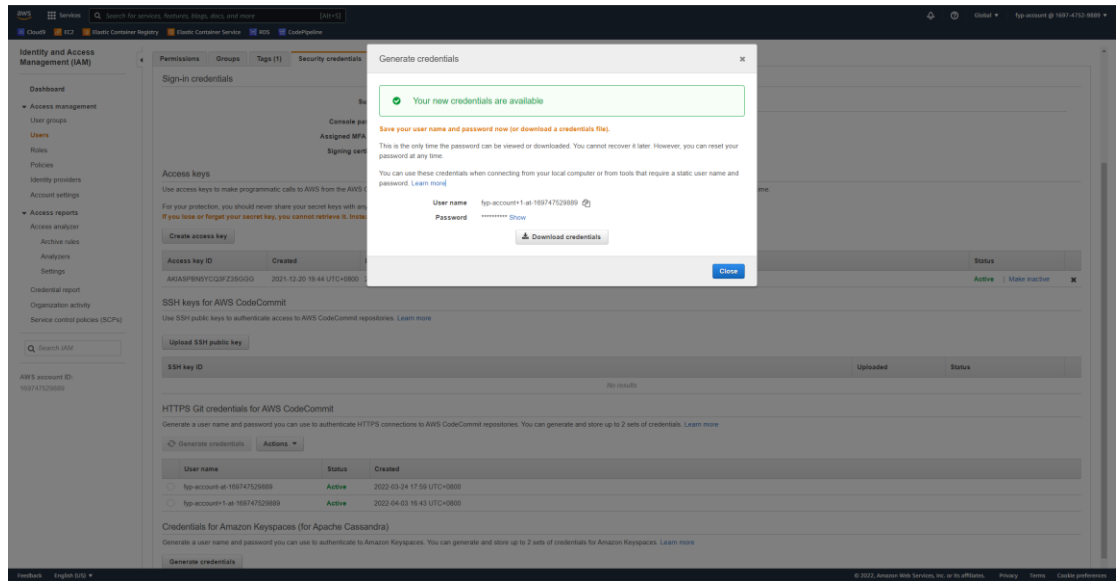 aws
Services
Search for services, features, blogs, docs, and more
[Alt+S]
Global
fyp-account @ 1697-4752-9889
Cloud9
EC2
Elastic Container Registry
Elastic Container Service
RDS
CodePipeline
Identity and Access Management (IAM)
Dashboard
Access management
User groups
Users
Roles
Policies
Identity providers
Account settings
Access reports
Access analyzer
Archive rules
Analyzers
Settings
Credential report
Organization activity
Service control policies (SCPs)
Search IAM
AWS account ID:
169747529889
Permissions
Groups
Tags (1)
Security credentials
Sign-in credentials
Console pa
Assigned MFA
Signing cert
Access keys
Use access keys to make programmatic calls to AWS from the AWS C
For your protection, you should never share your secret keys with any
If you lose or forget your secret key, you cannot retrieve it. Inste
Create access key
Access key ID
Created
Status
2021-12-20 19:44 UTC+0800
Active | Make inactive
SSH keys for AWS CodeCommit
Use SSH public keys to authenticate access to AWS CodeCommit repositories. Learn more
Upload SSH public key
SSH key ID
Uploaded
Status
No results
HTTPS Git credentials for AWS CodeCommit
Generate a user name and password you can use to authenticate HTTPS connections to AWS CodeCommit repositories. You can generate and store up to 2 sets of credentials. Learn more
Generate credentials
Actions
User name
Status
Created
fyp-account-at-169747529889
Active
2022-03-24 17:59 UTC+0800
fyp-account+1-at-169747529889
Active
2022-04-03 16:43 UTC+0800
Credentials for Amazon Keyspaces (for Apache Cassandra)
Generate a user name and password you can use to authenticate to Amazon Keyspaces. You can generate and store up to 2 sets of credentials for Amazon Keyspaces. Learn more
Generate credentials
Generate credentials
Your new credentials are available
Save your user name and password now (or download a credentials file).
This is the only time the password can be viewed or downloaded. You cannot recover it later. However, you can reset your
password at any time.
You can use these credentials when connecting from your local computer or from tools that require a static user name and
password. Learn more
User name
fyp-account+1-at-169747529889
Password
********** Show
Download credentials
Close
Feedback
English (US)
© 2022, Amazon Web Services, Inc. or its affiliates.
Privacy
Terms
Cookie preferences